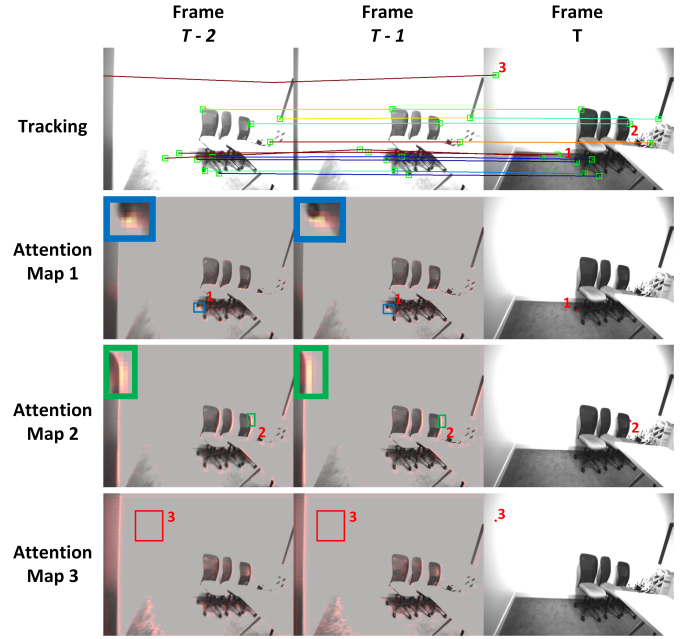 Frame Frame Frame
T - 2 T - 1 T
3
Tracking
2
1
Attention
Map 1
1 1 1
Attention
Map 2
2 2 2
3 3 3
Attention
Map 3